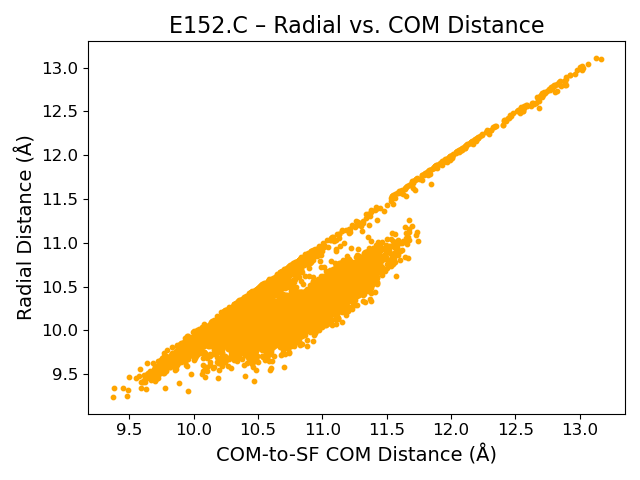 E152.C – Radial vs. COM Distance
Radial Distance (Å)
13.0
12.5
12.0
11.5
11.0
10.5
10.0
9.5
9.5 10.0 10.5 11.0 11.5 12.0 12.5 13.0
COM-to-SF COM Distance (Å)